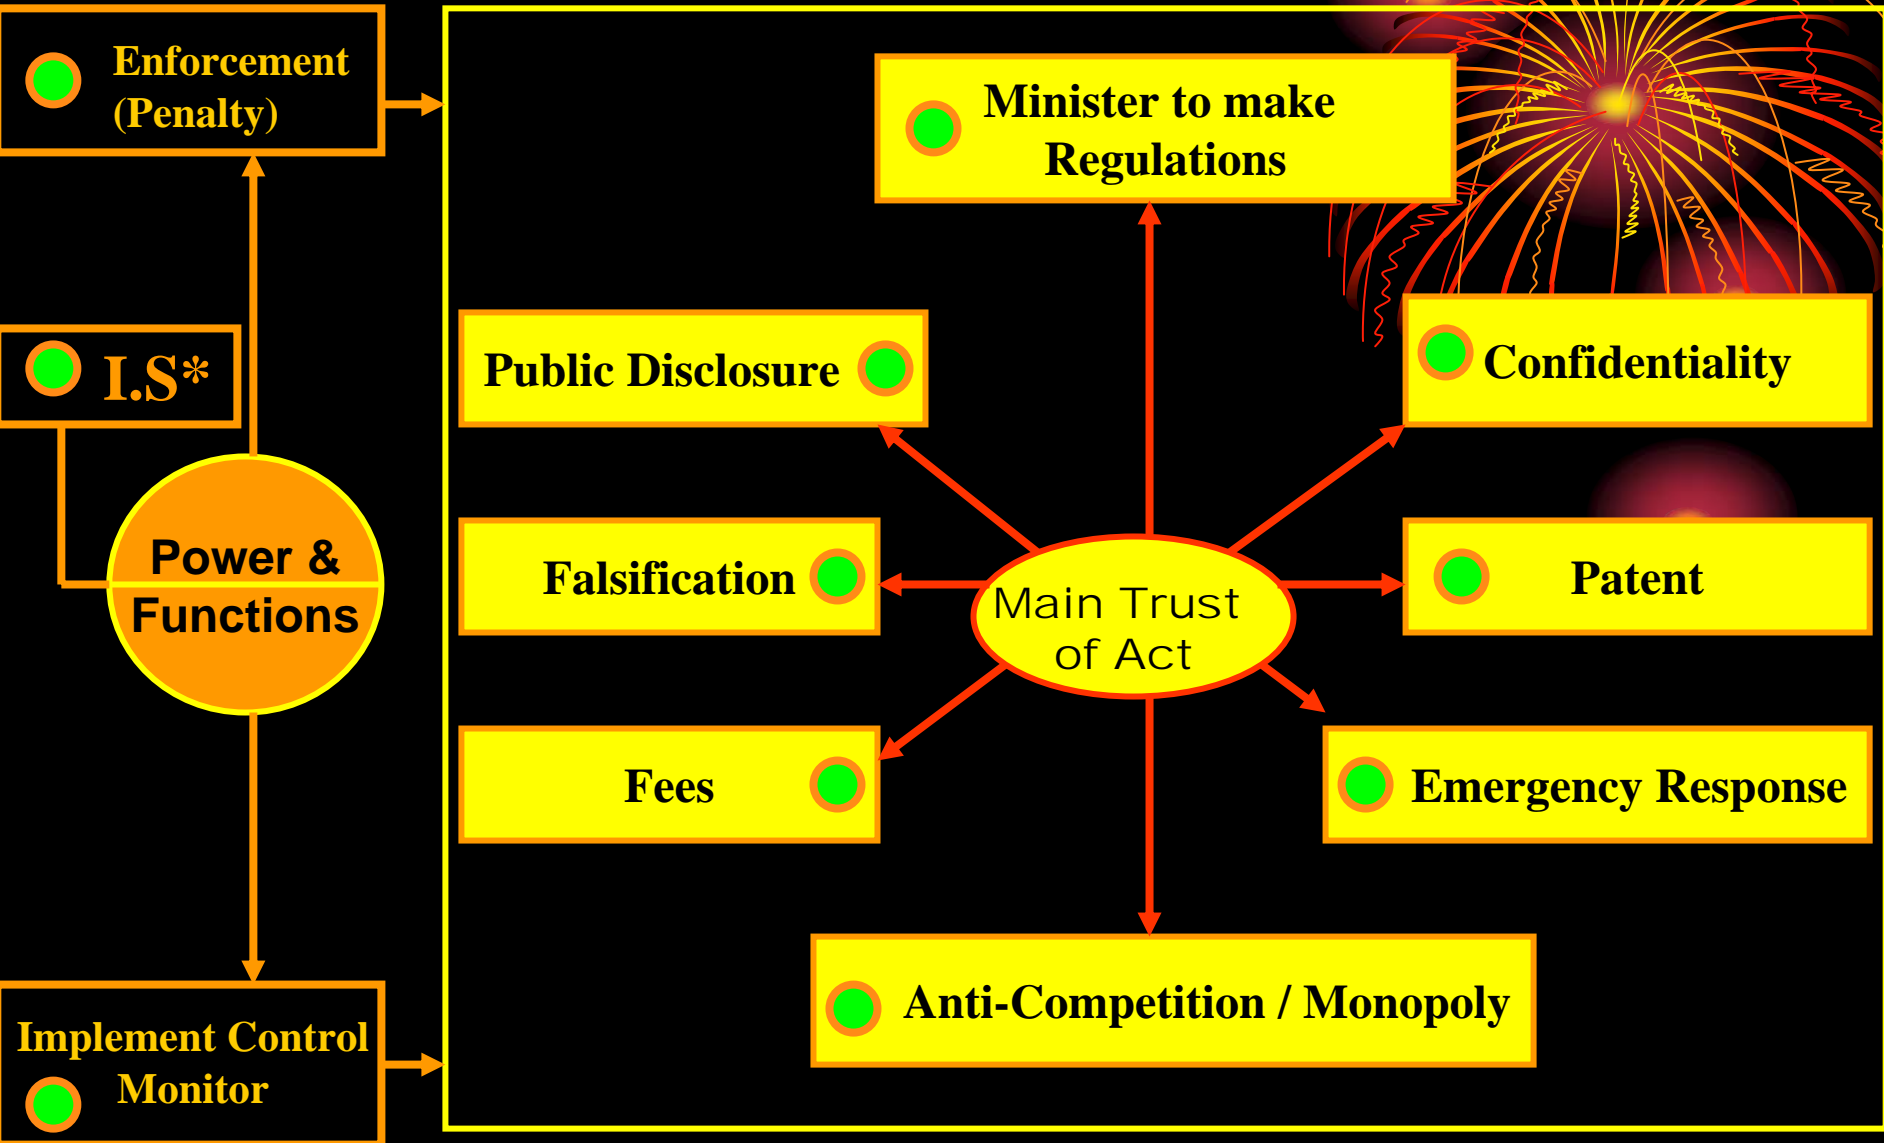 Enforcement
(Penalty)
I.S*
Power &
Functions
Implement Control
Monitor
Minister to make
Regulations
Public Disclosure
Confidentiality
Falsification
Main Trust
of Act
Patent
Fees
Emergency Response
Anti-Competition / Monopoly